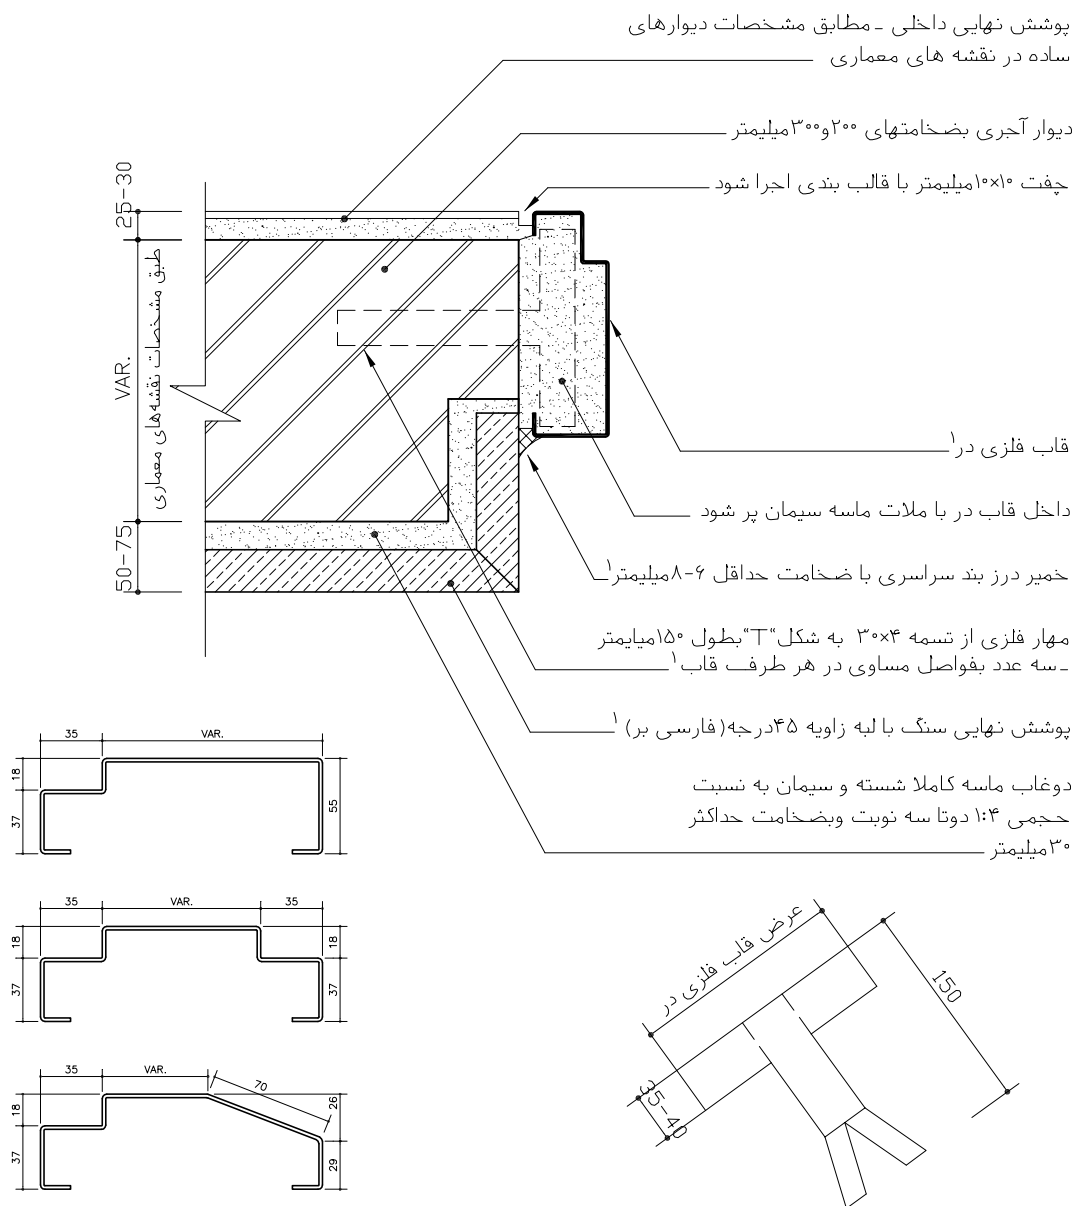 پوشش نهایی داخلی - مطابق مشخصات دیوارهای
ساده در نقشه های معماری
دیوار آجری بضخامتهای ۲۰۰و۳۰۰میلیمتر
چفت ۱۰×۱۰میلیمتر با قالب بندی اجرا شود
قاب فلزی در۱
داخل قاب در با ملات ماسه سیمان پر شود
خمیر درز بند سراسری با ضخامت حداقل ۶-۸میلیمتر۱
مهار فلزی از تسمه ۴×۳۰ به شکل“T”بطول ۱۵۰میایمتر
- سه عدد بفواصل مساوی در هر طرف قاب۱
پوشش نهایی سنگ با لبه زاویه ۴۵درجه(فارسی بر) ۱
دوغاب ماسه کاملا شسته و سیمان به نسبت
حجمی ۱:۴ دوتا سه نوبت وبضخامت حداکثر
۳۰میلیمتر
25-30
VAR.
طبق مشخصات نقشه‌های معماری
50-75
35
VAR.
18
37
55
35
VAR.
35
18
37
18
37
35
VAR.
70
18
37
26
29
عرض قاب فلزی در
150
35-40